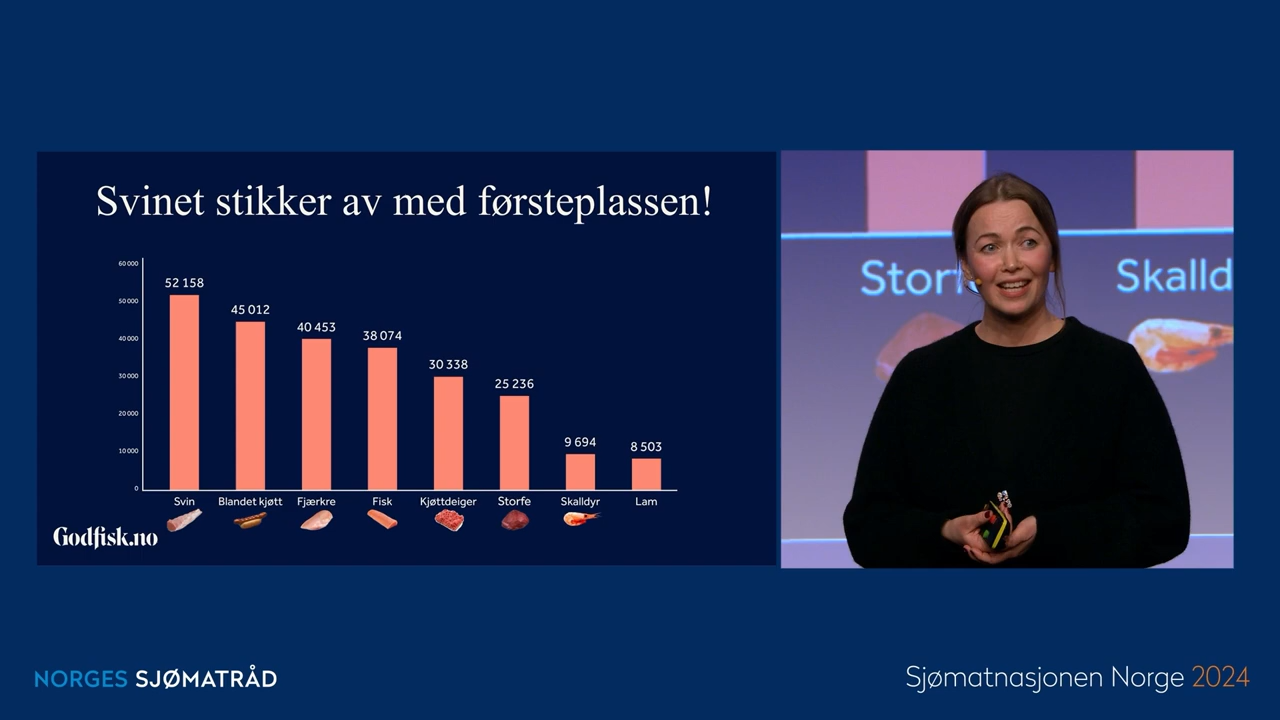 Svinet stikker av med førsteplassen!
60 000
50 000
40 000
30 000
20 000
10 000
0
52 158
45 012
40 453
38 074
30 338
25 236
9 694
8 503
Svin
Blandet kjøtt
Fjærkre
Fisk
Kjøttdeiger
Storfe
Skalldyr
Lam
Godfisk.no
Storf
Skalld
NORGES SJØMATRÅD
Sjømatnasjonen Norge 2024